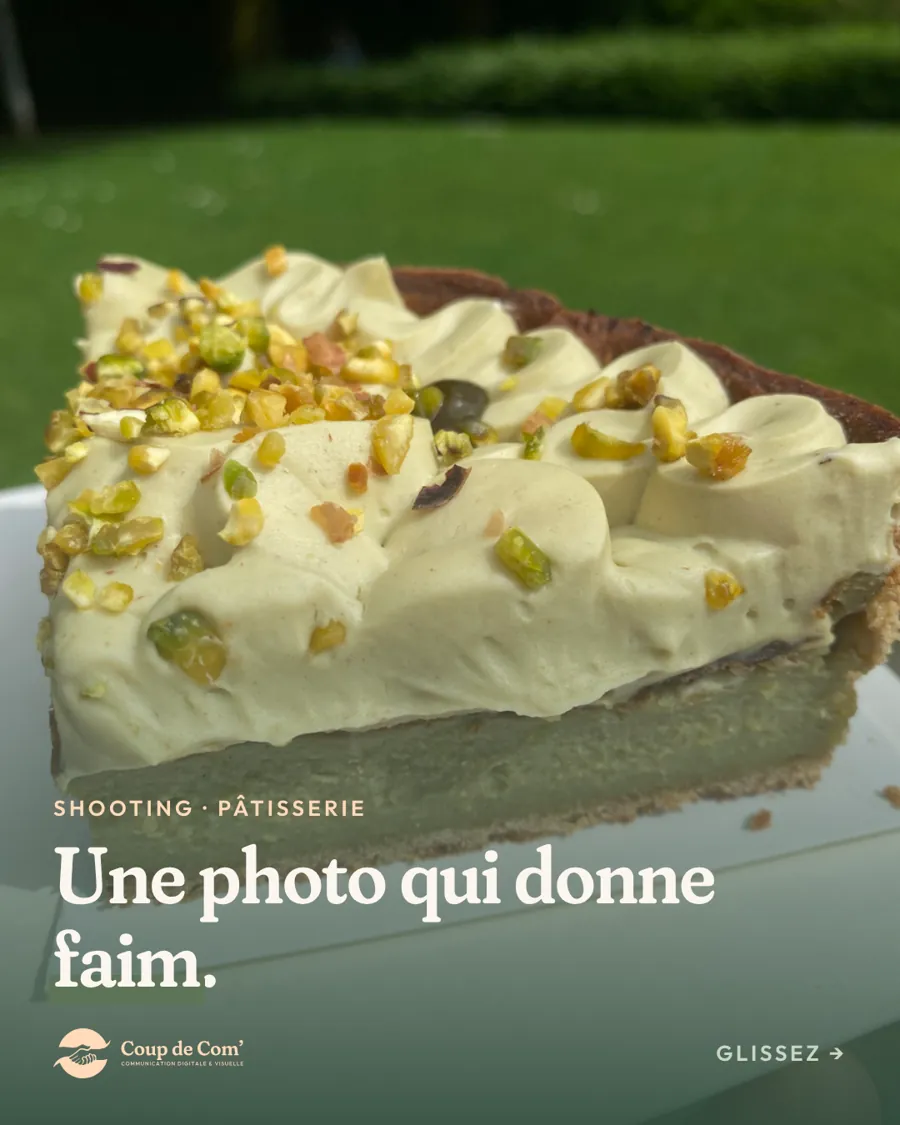 SHOOTING · PÂTISSERIE
Une photo qui donne
faim.
Coup de Com'
COMMUNICATION DIGITALE & VISUELLE
GLISSEZ →